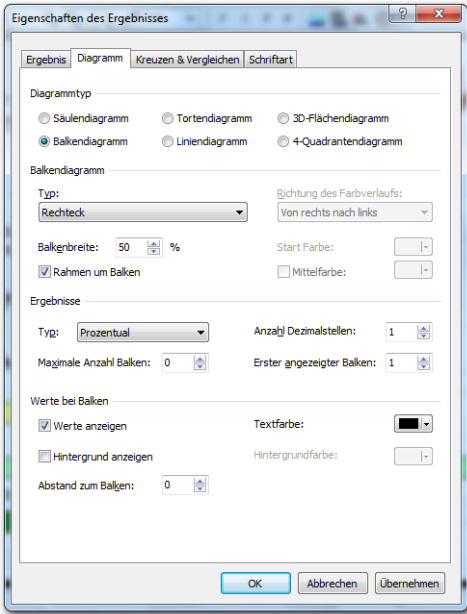 Eigenschaften des Ergebnisses
Ergebnis Diagramm Kreuzen & Vergleichen Schriftart
Diagrammtyp
Säulendiagramm Tortendiagramm 3D-Flächendiagramm
Balkendiagramm Liniendiagramm 4-Quadrantendiagramm
Balkendiagramm
Typ: Richtung des Farbverlaufs:
Rechteck Von rechts nach links
Balkenbreite: 50 % Start Farbe:
Rahmen um Balken Mittelfarbe:
Ergebnisse
Typ: Prozentual Anzahl Dezimalstellen: 1
Maximale Anzahl Balken: 0 Erster angezeigter Balken: 1
Werte bei Balken
Werte anzeigen Textfarbe:
Hintergrund anzeigen Hintergrundfarbe:
Abstand zum Balken: 0
OK Abbrechen Übernehmen